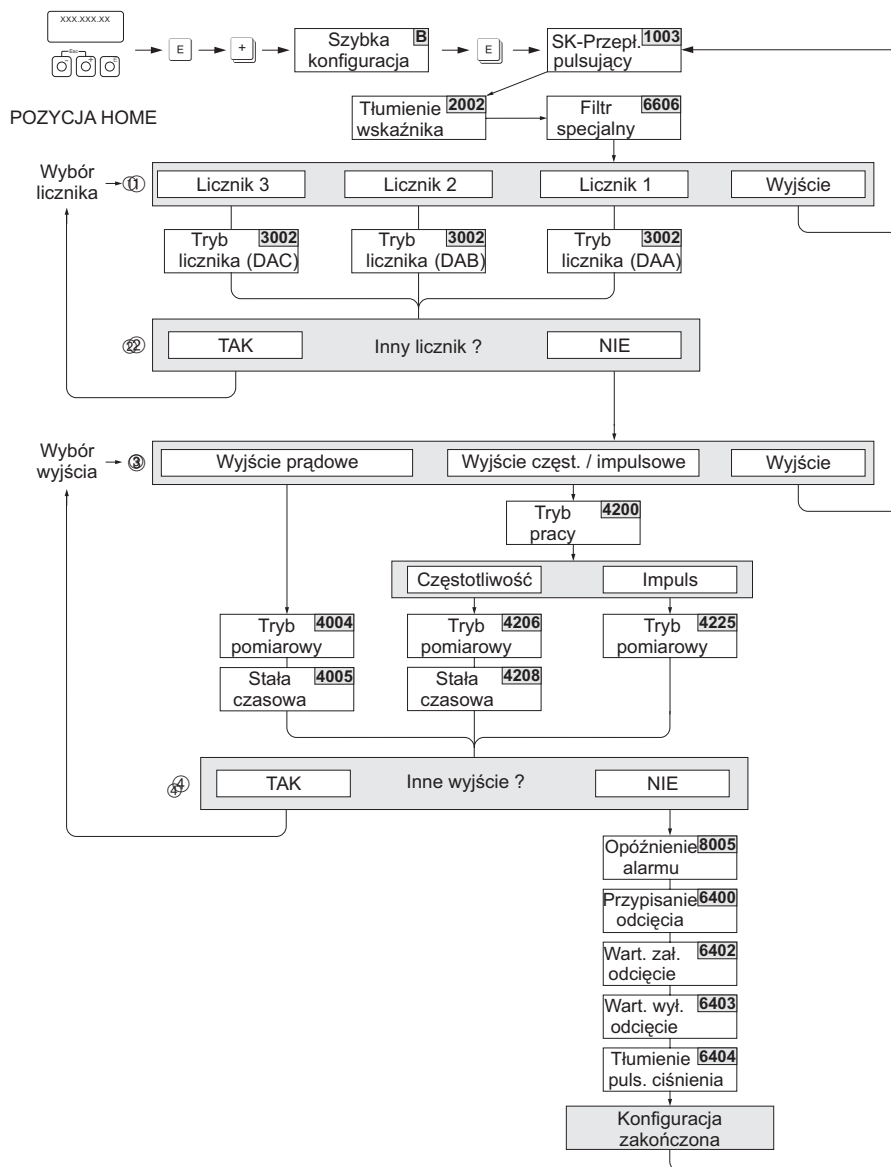 XXX.XXX.XX
Esc
- + E
E
+
Szybka B
konfiguracja
E
SK-Przepł. 1003
pulsujący
POZYCJA HOME
Tłumienie 2002
wskaźnika
Filtr 6606
specjalny
Wybór
licznika
①
Licznik 3
Licznik 2
Licznik 1
Wyjście
Tryb 3002
licznika (DAC)
Tryb 3002
licznika (DAB)
Tryb 3002
licznika (DAA)
②
TAK
Inny licznik ?
NIE
Wybór
wyjścia
③
Wyjście prądowe
Wyjście częst. / impulsowe
Wyjście
Tryb 4200
pracy
Częstotliwość
Impuls
Tryb 4004
pomiarowy
Tryb 4206
pomiarowy
Tryb 4225
pomiarowy
Stała 4005
czasowa
Stała 4208
czasowa
④
TAK
Inne wyjście ?
NIE
Opóźnienie 8005
alarmu
Przypisanie 6400
odcięcia
Wart. zał. 6402
odcięcie
Wart. wył. 6403
odcięcie
Tłumienie 6404
puls. ciśnienia
Konfiguracja
zakończona